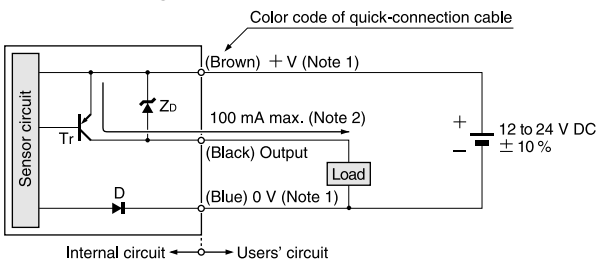 Color code of quick-connection cable
(Brown) +V (Note 1)
Sensor circuit
Tr
ZD
100 mA max. (Note 2)
(Black) Output
+
−
12 to 24 V DC
± 10 %
Load
D
(Blue) 0 V (Note 1)
Internal circuit
Users' circuit